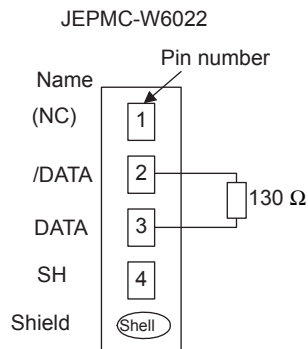 JEPMC-W6022
Pin number
Name
(NC) 1
/DATA 2
130 Ω
DATA 3
SH 4
Shield Shell